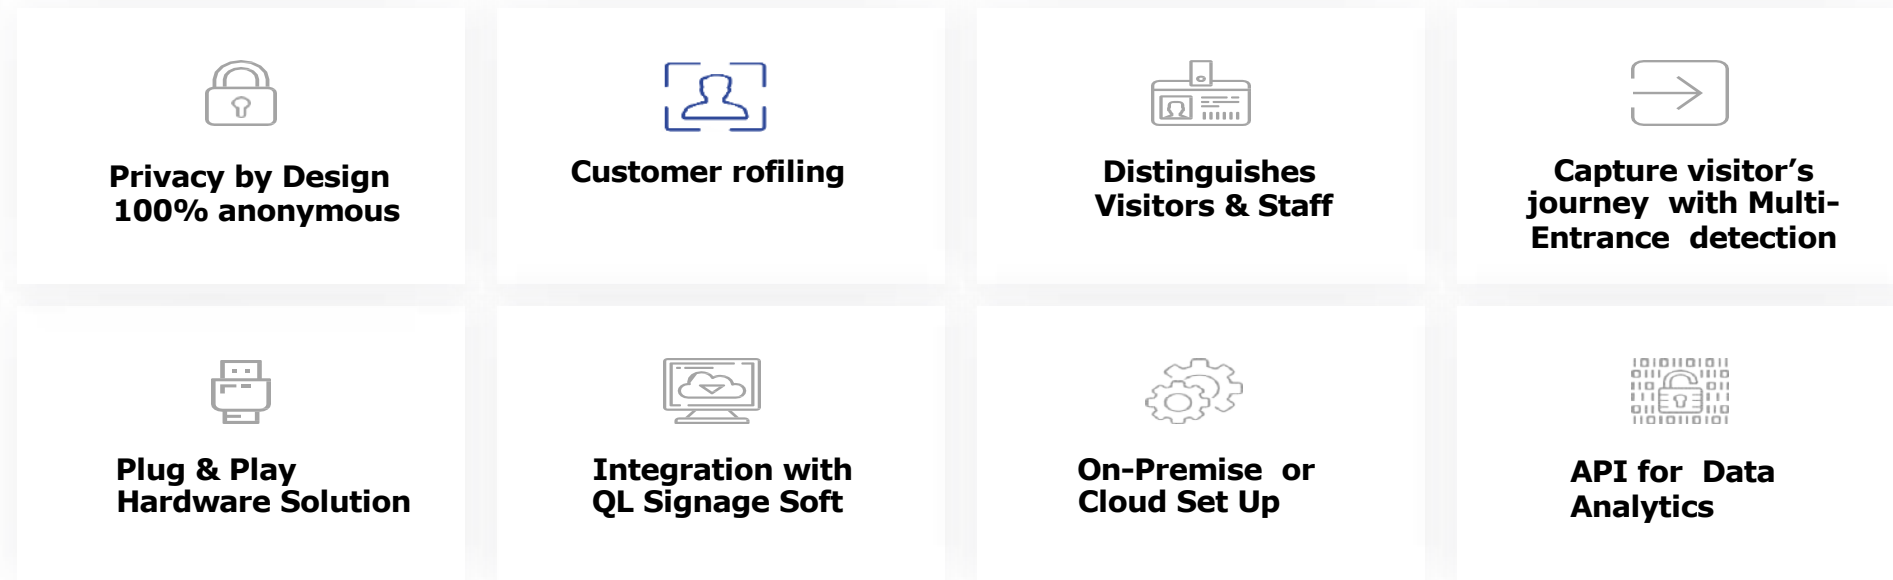 Privacy by Design
100% anonymous
Customer rofiling
Distinguishes
Visitors & Staff
Capture visitor’s
journey with Multi-
Entrance detection
Plug & Play
Hardware Solution
Integration with
QL Signage Soft
On-Premise or
Cloud Set Up
API for Data
Analytics